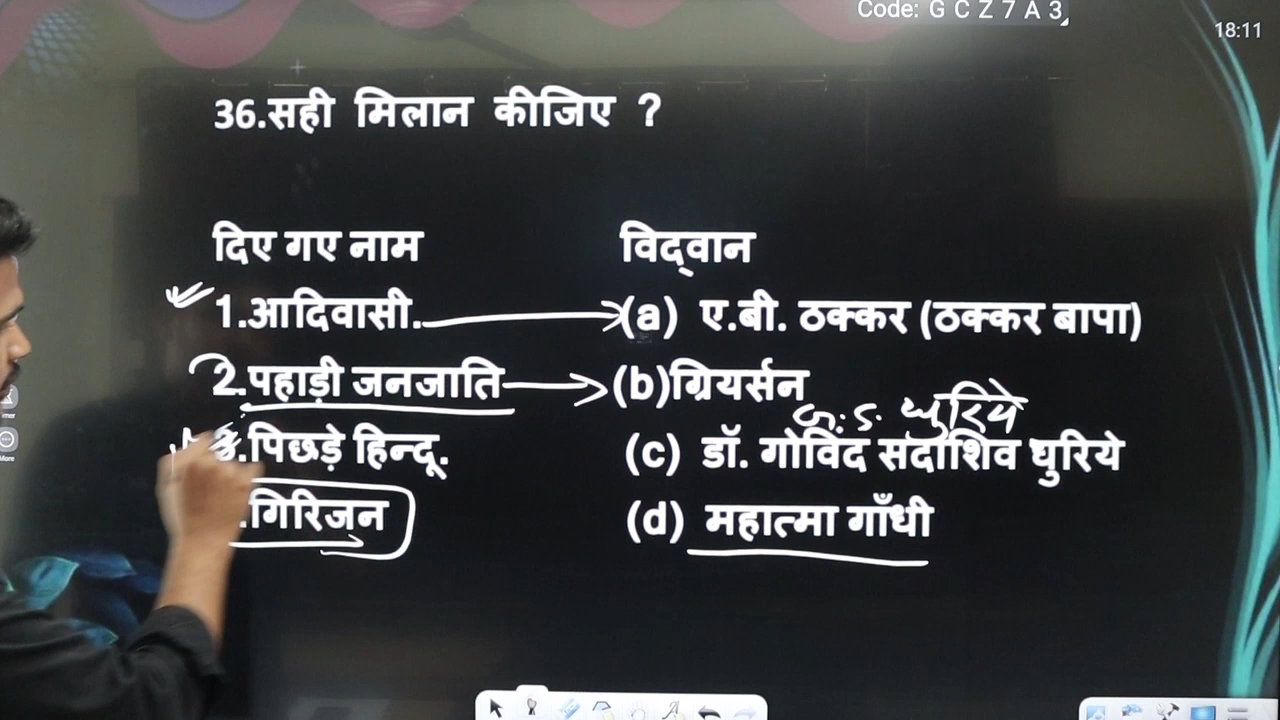 Code: G C Z 7 A 3
18:11
36.सही मिलान कीजिए ?
दिए गए नाम विद्वान
1.आदिवासी. (a) ए.बी. ठक्कर (ठक्कर बापा)
2.पहाड़ी जनजाति (b)ग्रियर्सन
घुरिये
.पिछड़े हिन्दू. (c) डॉ. गोविंद सदाशिव घुरिये
.गिरिजन (d) महात्मा गाँधी
More